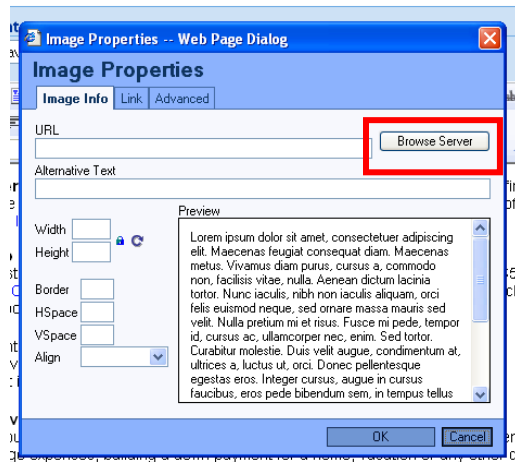 Image Properties -- Web Page Dialog
Image Properties
Image Info Link Advanced
URL
Browse Server
Alternative Text
Preview
Width
Height
Border
HSpace
VSpace
Align
Lorem ipsum dolor sit amet, consectetuer adipiscing
elit. Maecenas feugiat consequat diam. Maecenas
metus. Vivamus diam purus, cursus a, commodo
non, facilisis vitae, nulla. Aenean dictum lacinia
tortor. Nunc iaculis, nibh non iaculis aliquam, orci
felis euismod neque, sed ornare massa mauris sed
velit. Nulla pretium mi et risus. Fusce mi pede, tempor
id, cursus ac, ullamcorper nec, enim. Sed tortor.
Curabitur molestie. Duis velit augue, condimentum at,
ultrices a, luctus ut, orci. Donec pellentesque
egestas eros. Integer cursus, augue in cursus
faucibus, eros pede bibendum sem, in tempus tellus
OK Cancel